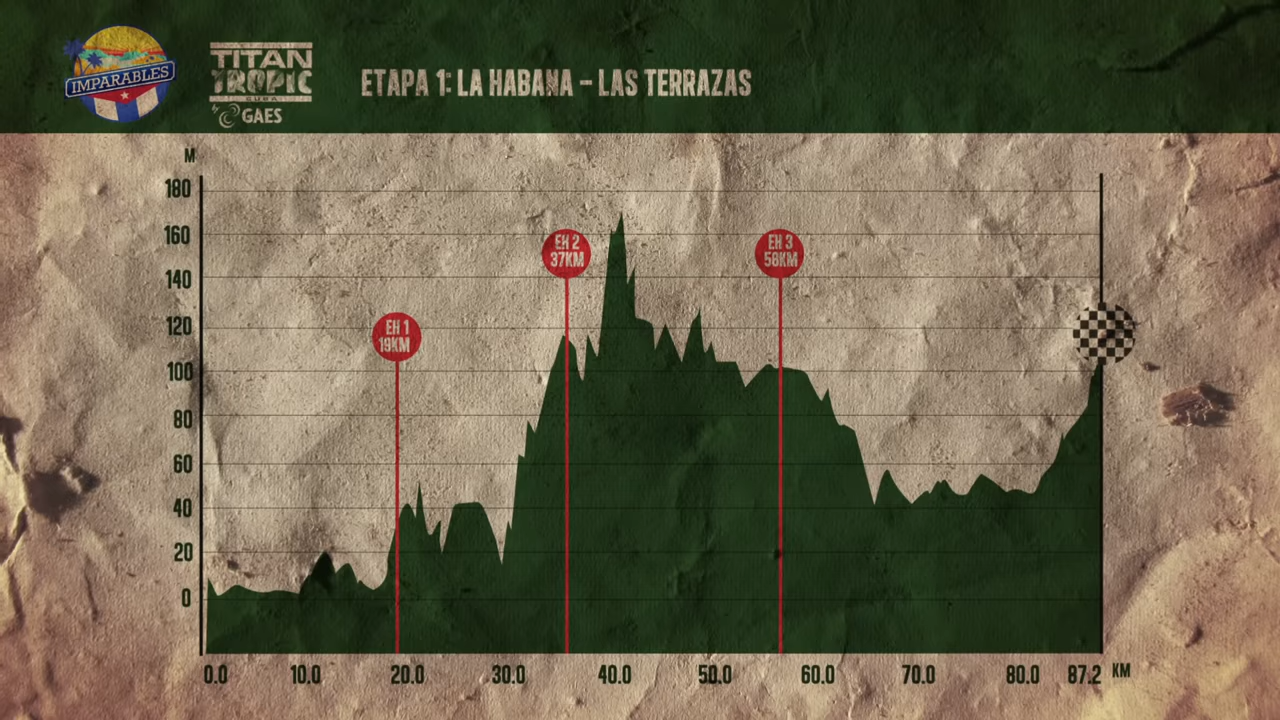 IMPARABLES
TITAN
TROPIC
CUBA
GAES
ETAPA 1: LA HABANA – LAS TERRAZAS
M
180
160
140
120
100
80
60
40
20
0
EH 1
19KM
EH 2
37KM
EH 3
56KM
0.0 10.0 20.0 30.0 40.0 50.0 60.0 70.0 80.0 87.2 KM